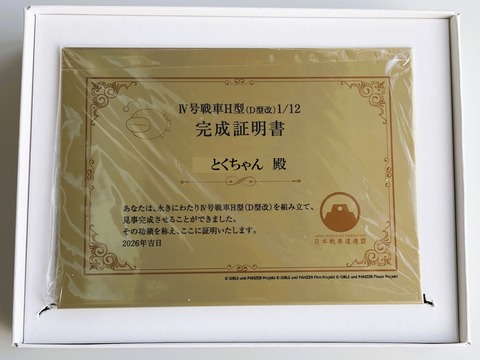 Ⅳ号戦車H型(D型改)1/12
完成証明書
とくちゃん 殿
あなたは、永きにわたりⅣ号戦車H型(D型改)を組み立て、
見事完成させることができました。
その功績を称え、ここに証明いたします。
2026年吉日
日本戦車道連盟
© GIRLS und PANZER Projekt © GIRLS und PANZER Film Projekt © GIRLS und PANZER Finale Projekt